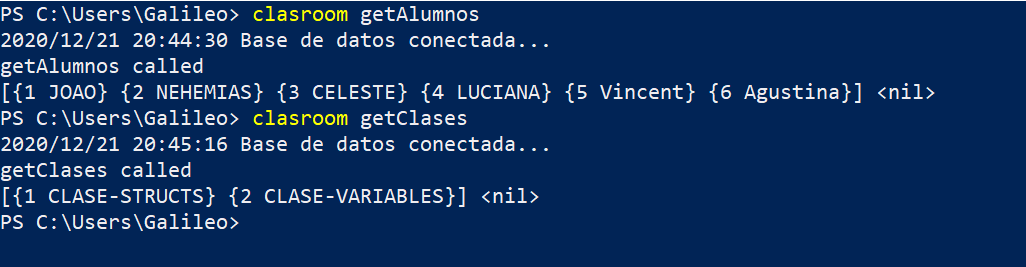 PS C:\Users\Galileo> clasroom getAlumnos
2020/12/21 20:44:30 Base de datos conectada...
getAlumnos called
[{1 JOAO} {2 NEHEMIAS} {3 CELESTE} {4 LUCIANA} {5 Vincent} {6 Agustina}] <nil>
PS C:\Users\Galileo> clasroom getClases
2020/12/21 20:45:16 Base de datos conectada...
getClases called
[{1 CLASE-STRUCTS} {2 CLASE-VARIABLES}] <nil>
PS C:\Users\Galileo>